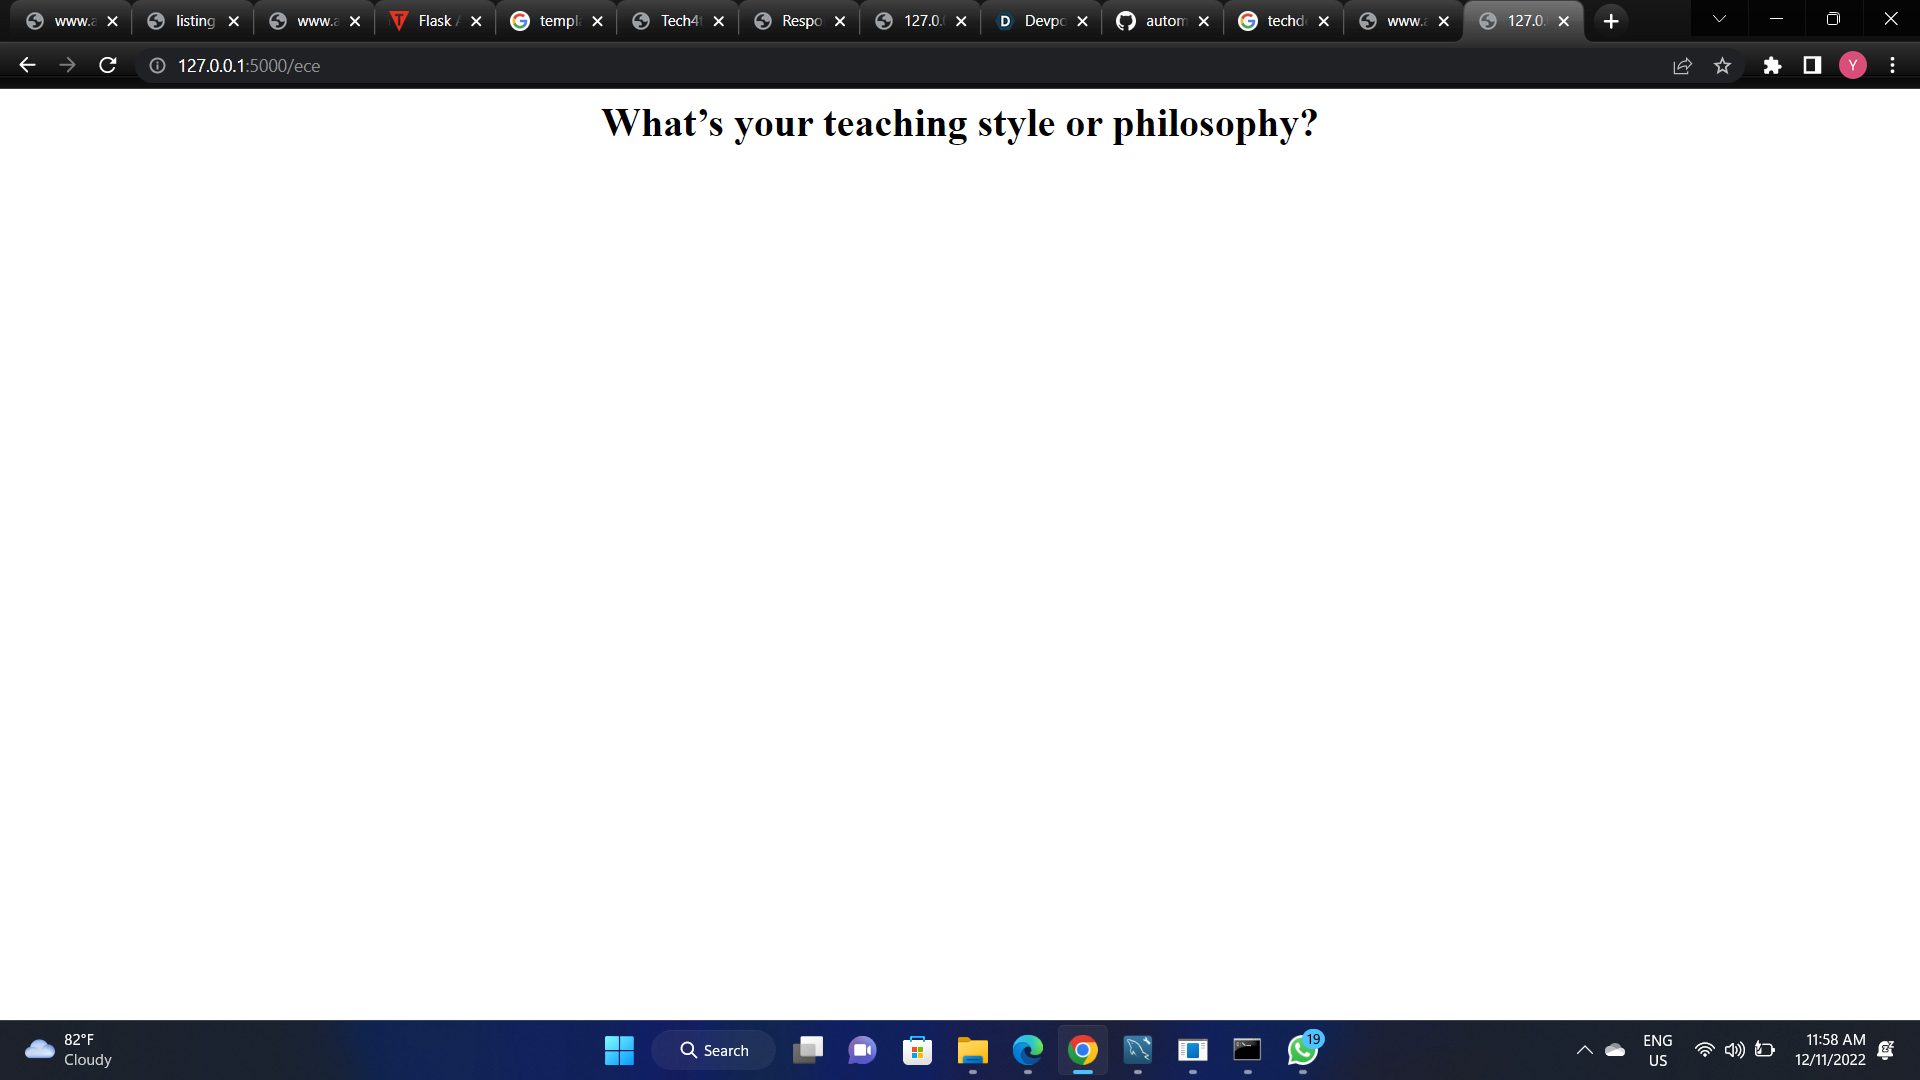 www.a
listing
www.a
Flask
templ
Tech4
Respo
127.0.
Devpo
autom
techd
www.a
127.0.
127.0.0.1:5000/ece
Y
What’s your teaching style or philosophy?
82°F
Cloudy
Search
19
ENG
US
11:58 AM
12/11/2022